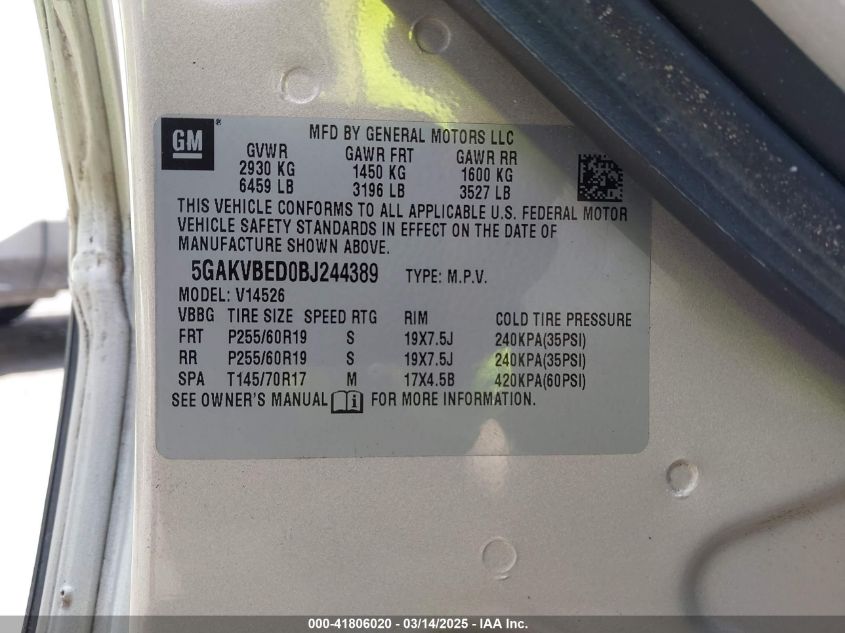 GM®
MFD BY GENERAL MOTORS LLC
GVWR GAWR FRT GAWR RR
2930 KG 1450 KG 1600 KG
6459 LB 3196 LB 3527 LB
THIS VEHICLE CONFORMS TO ALL APPLICABLE U.S. FEDERAL MOTOR
VEHICLE SAFETY STANDARDS IN EFFECT ON THE DATE OF
MANUFACTURE SHOWN ABOVE.
5GAKVBED0BJ244389 TYPE: M.P.V.
MODEL: V14526
VBBG TIRE SIZE SPEED RTG RIM COLD TIRE PRESSURE
FRT P255/60R19 S 19X7.5J 240KPA(35PSI)
RR P255/60R19 S 19X7.5J 240KPA(35PSI)
SPA T145/70R17 M 17X4.5B 420KPA(60PSI)
SEE OWNER'S MANUAL FOR MORE INFORMATION.
000-41806020 - 03/14/2025 - IAA Inc.